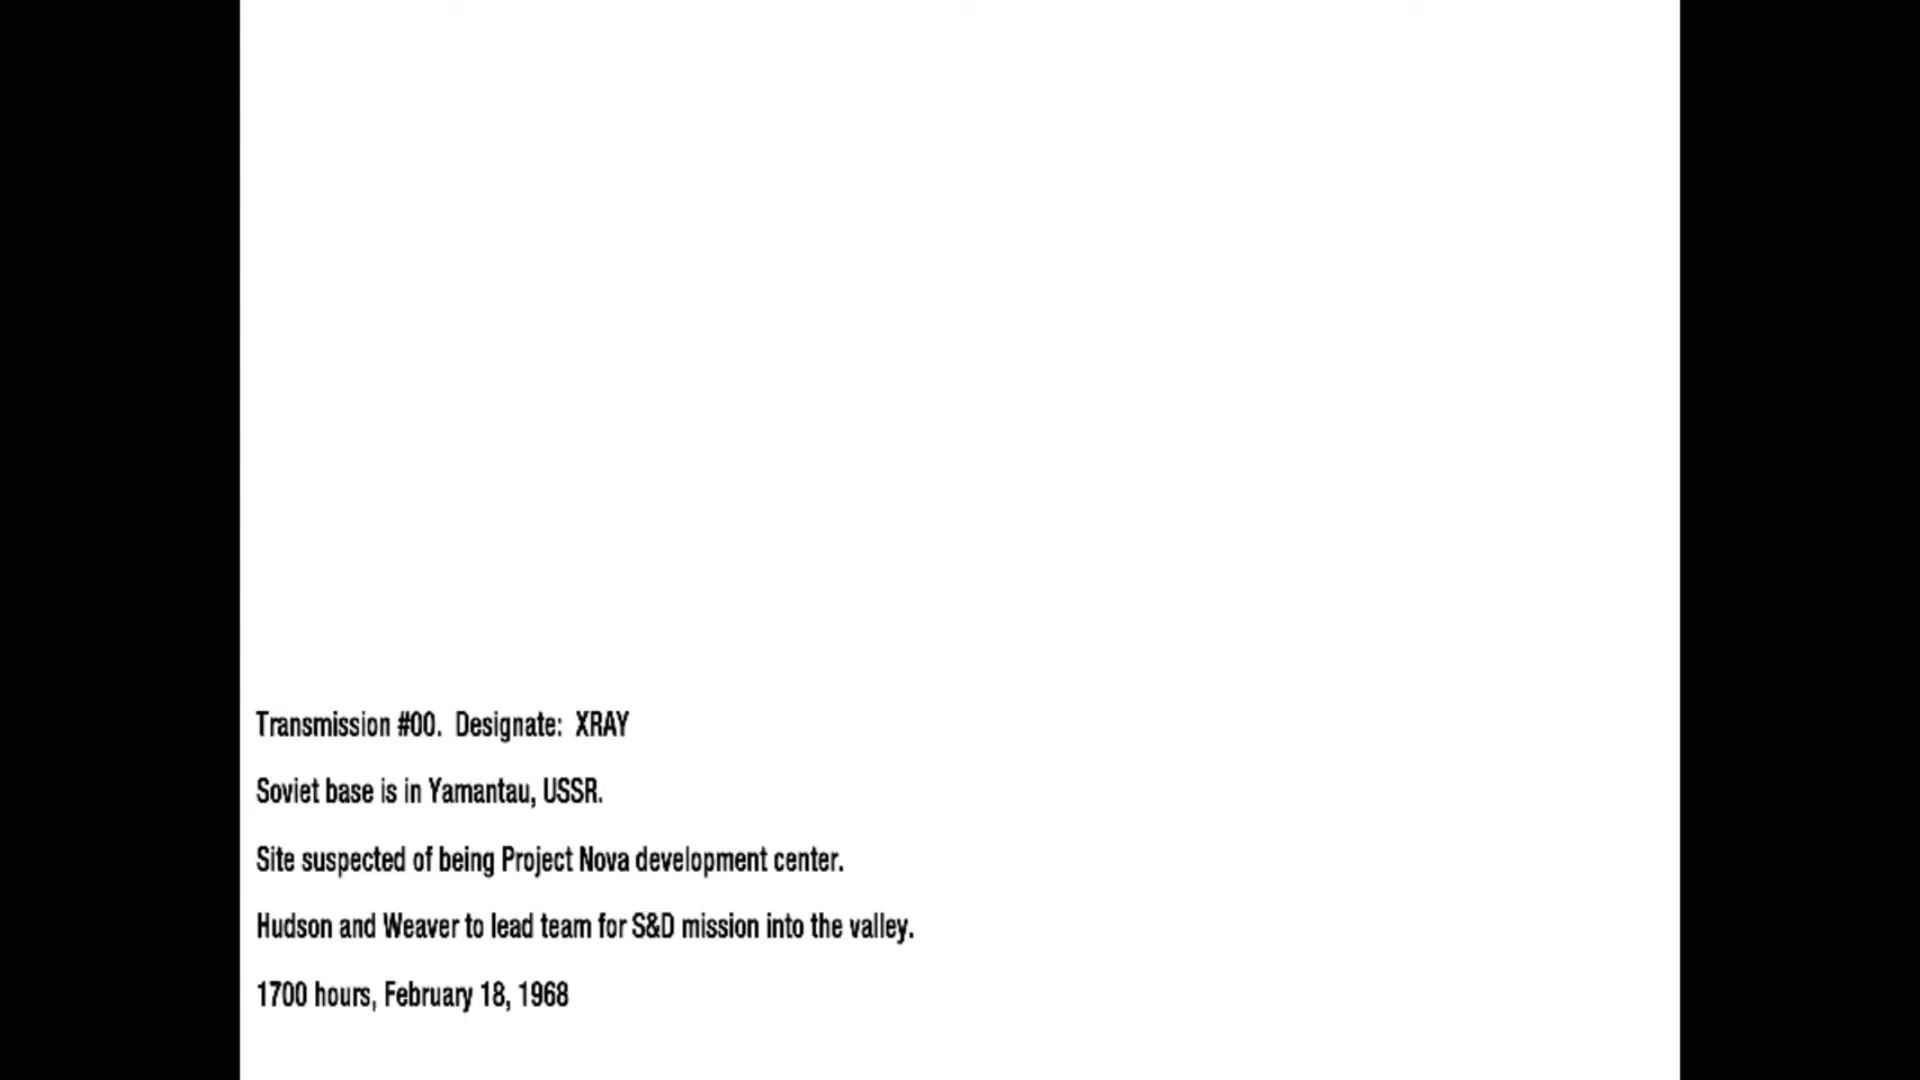 Transmission #00.  Designate:  XRAY
Soviet base is in Yamantau, USSR.
Site suspected of being Project Nova development center.
Hudson and Weaver to lead team for S&D mission into the valley.
1700 hours, February 18, 1968